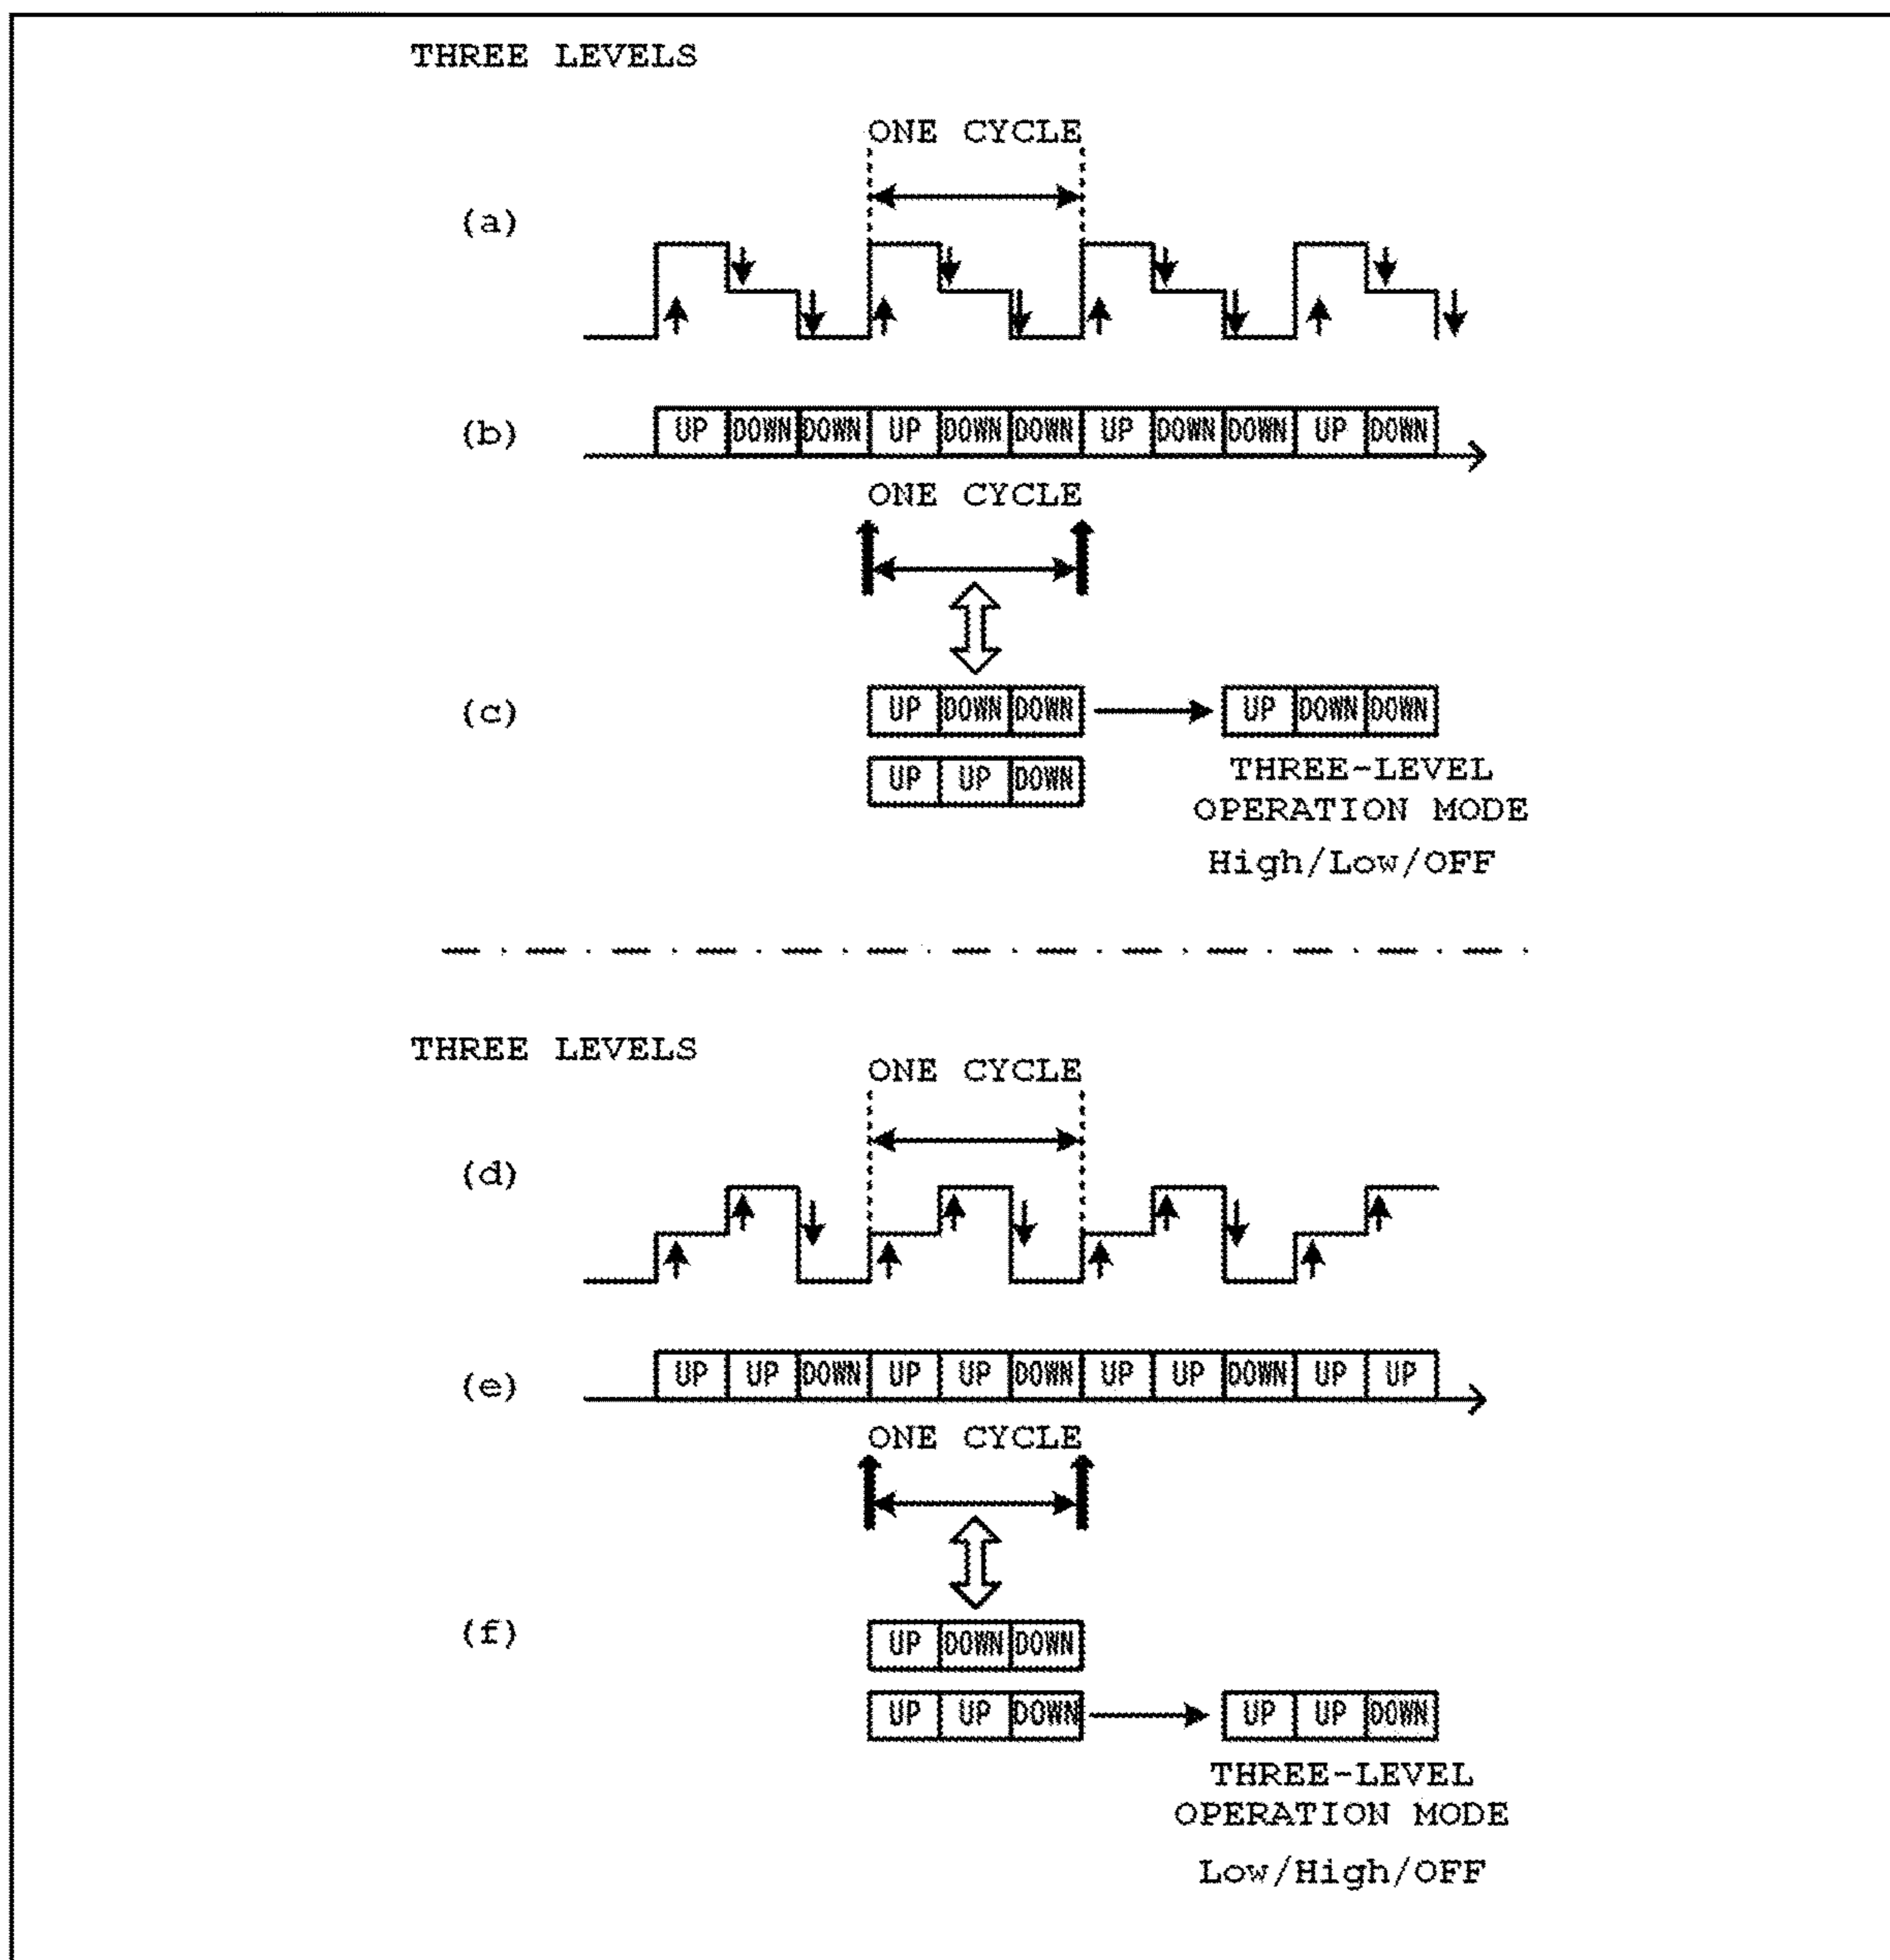 THREE LEVELS
ONE CYCLE
(a)
(b)
UP DOWN DOWN UP DOWN DOWN UP DOWN DOWN UP DOWN
ONE CYCLE
(c)
UP DOWN DOWN
UP DOWN DOWN
UP UP DOWN
THREE-LEVEL
OPERATION MODE
High/Low/OFF
THREE LEVELS
ONE CYCLE
(d)
(e)
UP UP DOWN UP UP DOWN UP UP DOWN UP UP
ONE CYCLE
(f)
UP DOWN DOWN
UP UP DOWN
UP UP DOWN
THREE-LEVEL
OPERATION MODE
Low/High/OFF